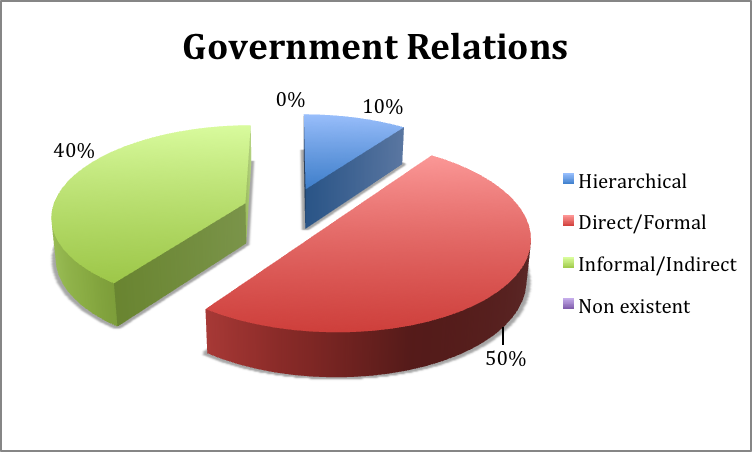 Government Relations
0%
10%
40%
50%
Hierarchical
Direct/Formal
Informal/Indirect
Non existent